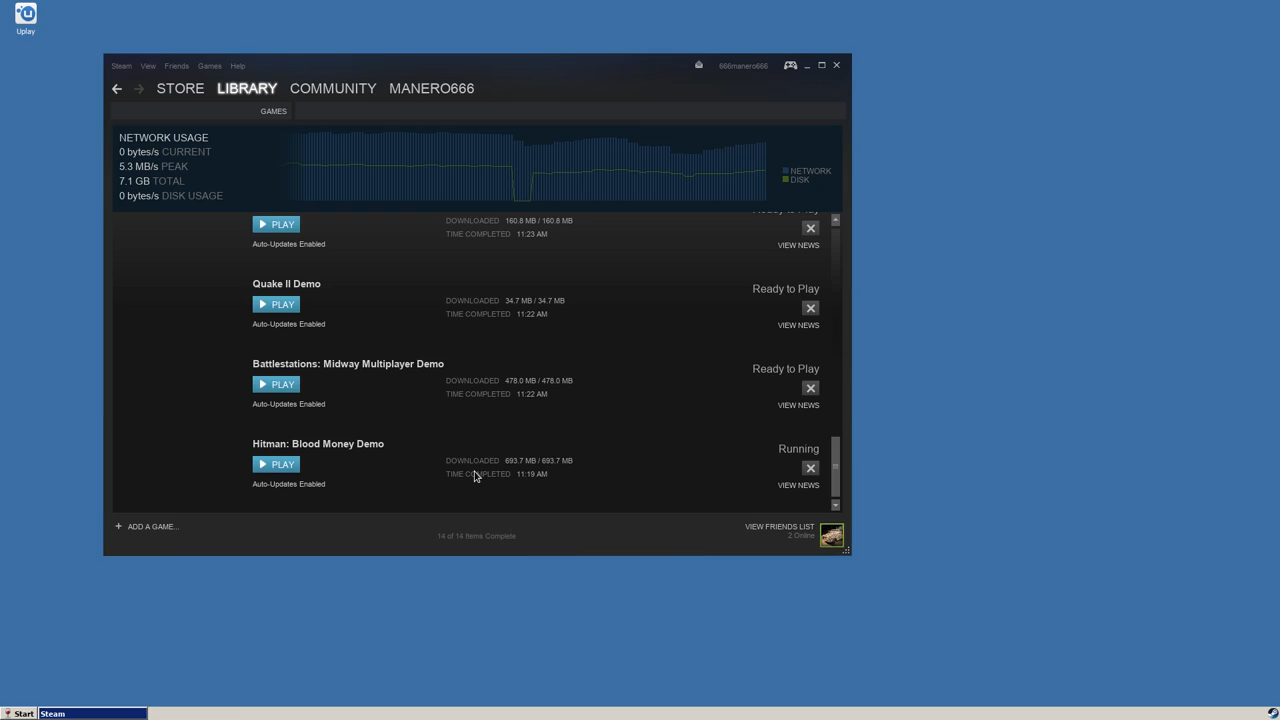 Uplay
Steam View Friends Games Help
666manero666
STORE LIBRARY COMMUNITY MANERO666
GAMES
NETWORK USAGE
0 bytes/s CURRENT
5.3 MB/s PEAK
7.1 GB TOTAL
0 bytes/s DISK USAGE
NETWORK
DISK
Ready to Play
PLAY
DOWNLOADED 160.8 MB / 160.8 MB
TIME COMPLETED 11:23 AM
Auto-Updates Enabled
VIEW NEWS
Quake II Demo
Ready to Play
PLAY
DOWNLOADED 34.7 MB / 34.7 MB
TIME COMPLETED 11:22 AM
Auto-Updates Enabled
VIEW NEWS
Battlestations: Midway Multiplayer Demo
Ready to Play
PLAY
DOWNLOADED 478.0 MB / 478.0 MB
TIME COMPLETED 11:22 AM
Auto-Updates Enabled
VIEW NEWS
Hitman: Blood Money Demo
Running
PLAY
DOWNLOADED 693.7 MB / 693.7 MB
TIME COMPLETED 11:19 AM
Auto-Updates Enabled
VIEW NEWS
+ ADD A GAME...
14 of 14 Items Complete
VIEW FRIENDS LIST
2 Online
Start Steam